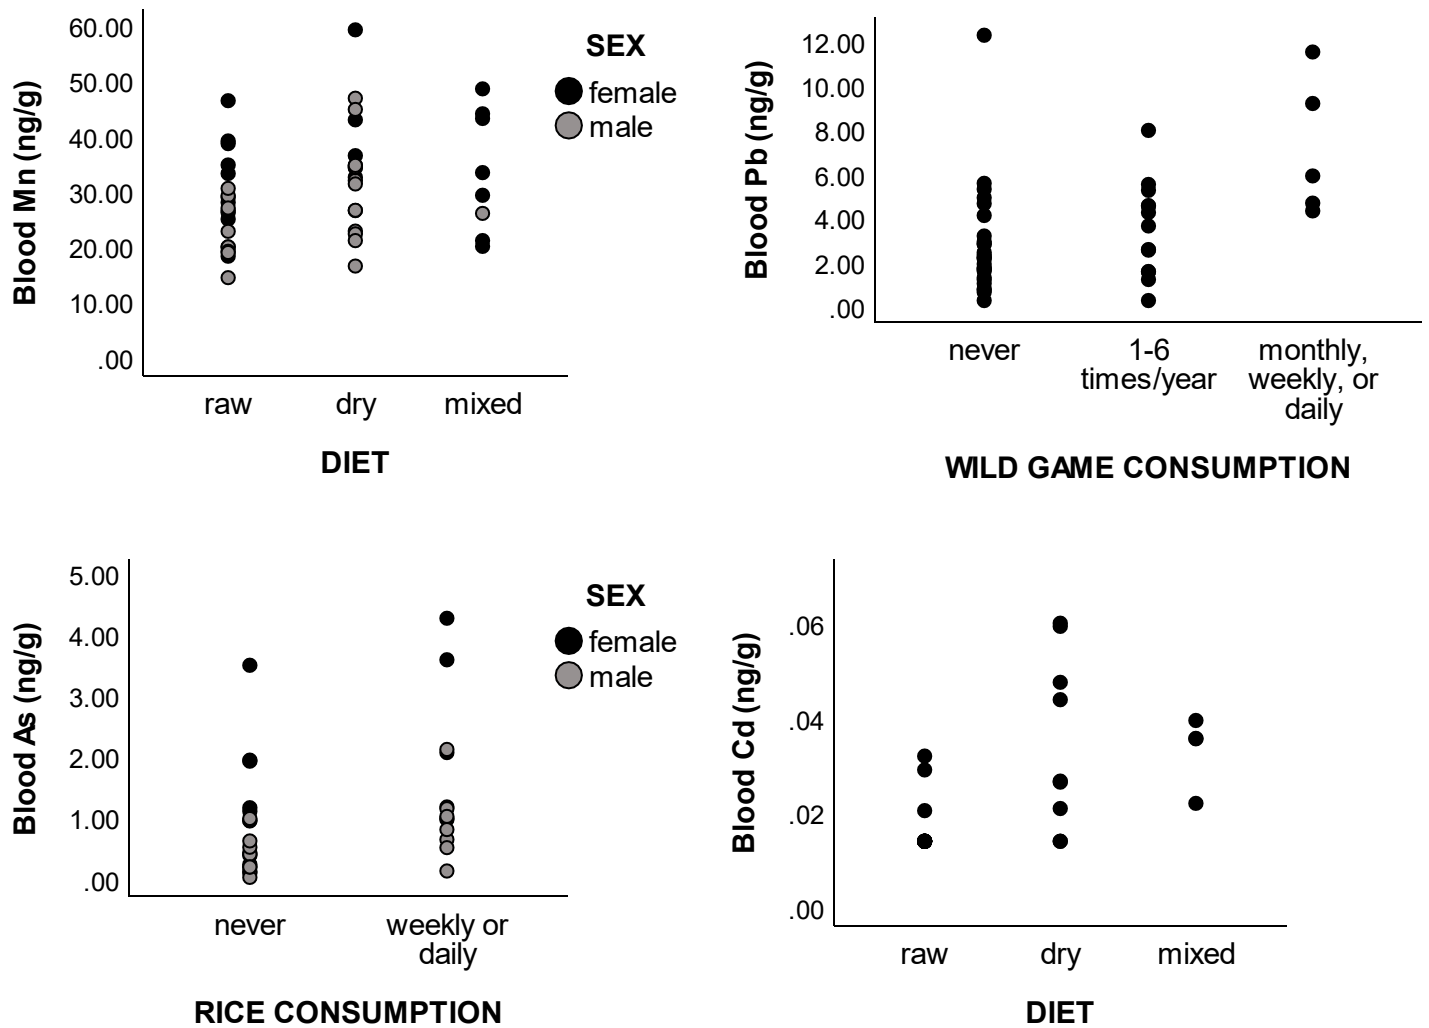 60.00
50.00
40.00
30.00
20.00
10.00
.00
Blood Mn (ng/g)
raw
dry
mixed
DIET
SEX
female
male
12.00
10.00
8.00
6.00
4.00
2.00
.00
Blood Pb (ng/g)
never
1-6
times/year
monthly,
weekly, or
daily
WILD GAME CONSUMPTION
5.00
4.00
3.00
2.00
1.00
.00
Blood As (ng/g)
never
weekly or
daily
RICE CONSUMPTION
SEX
female
male
.06
.04
.02
.00
Blood Cd (ng/g)
raw
dry
mixed
DIET